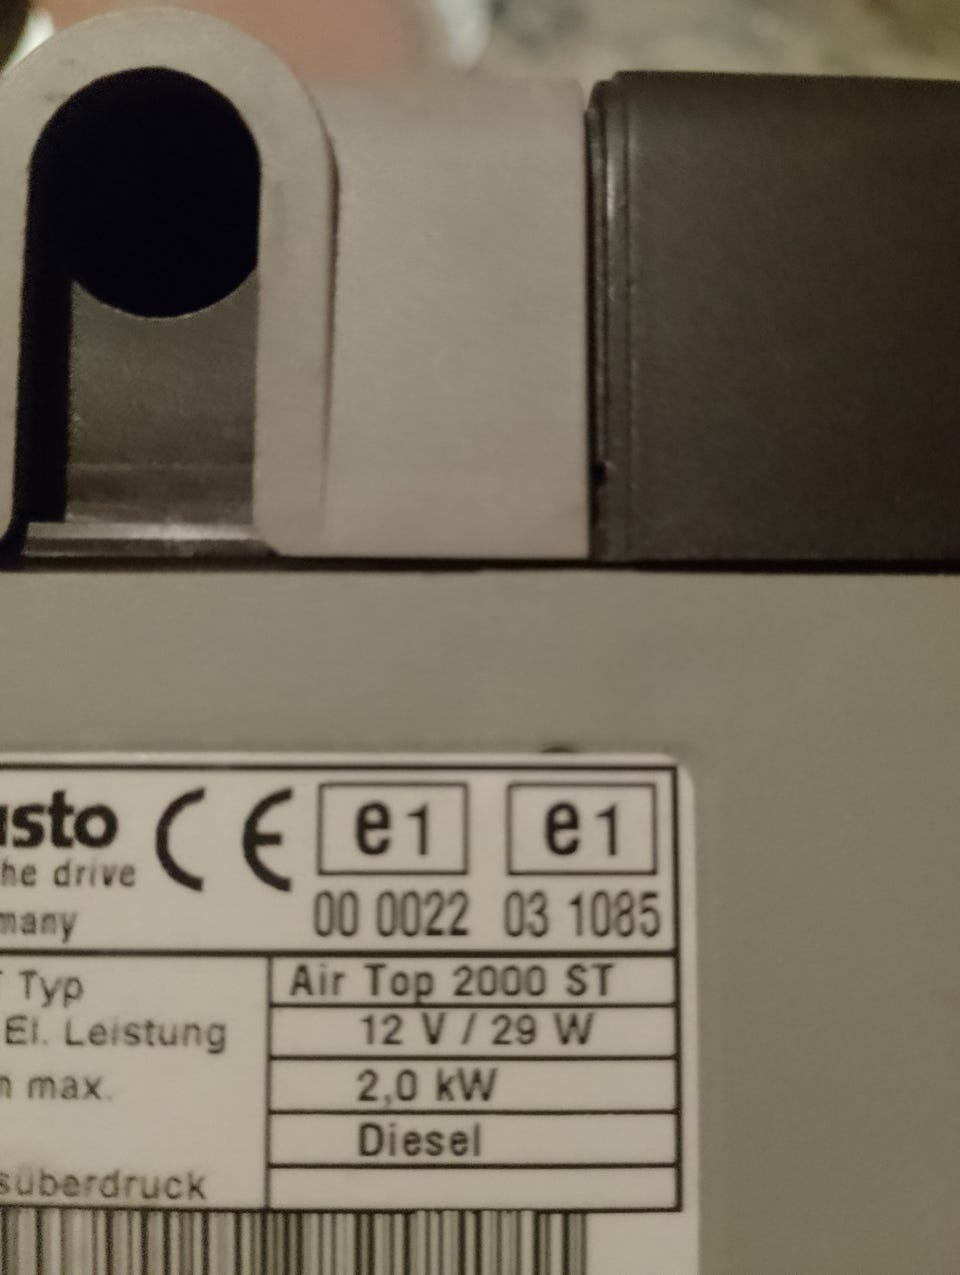 usto
he drive
many
e1 e1
00 0022 03 1085
Typ Air Top 2000 ST
El. Leistung 12 V / 29 W
n max. 2,0 kW
Diesel
süberdruck